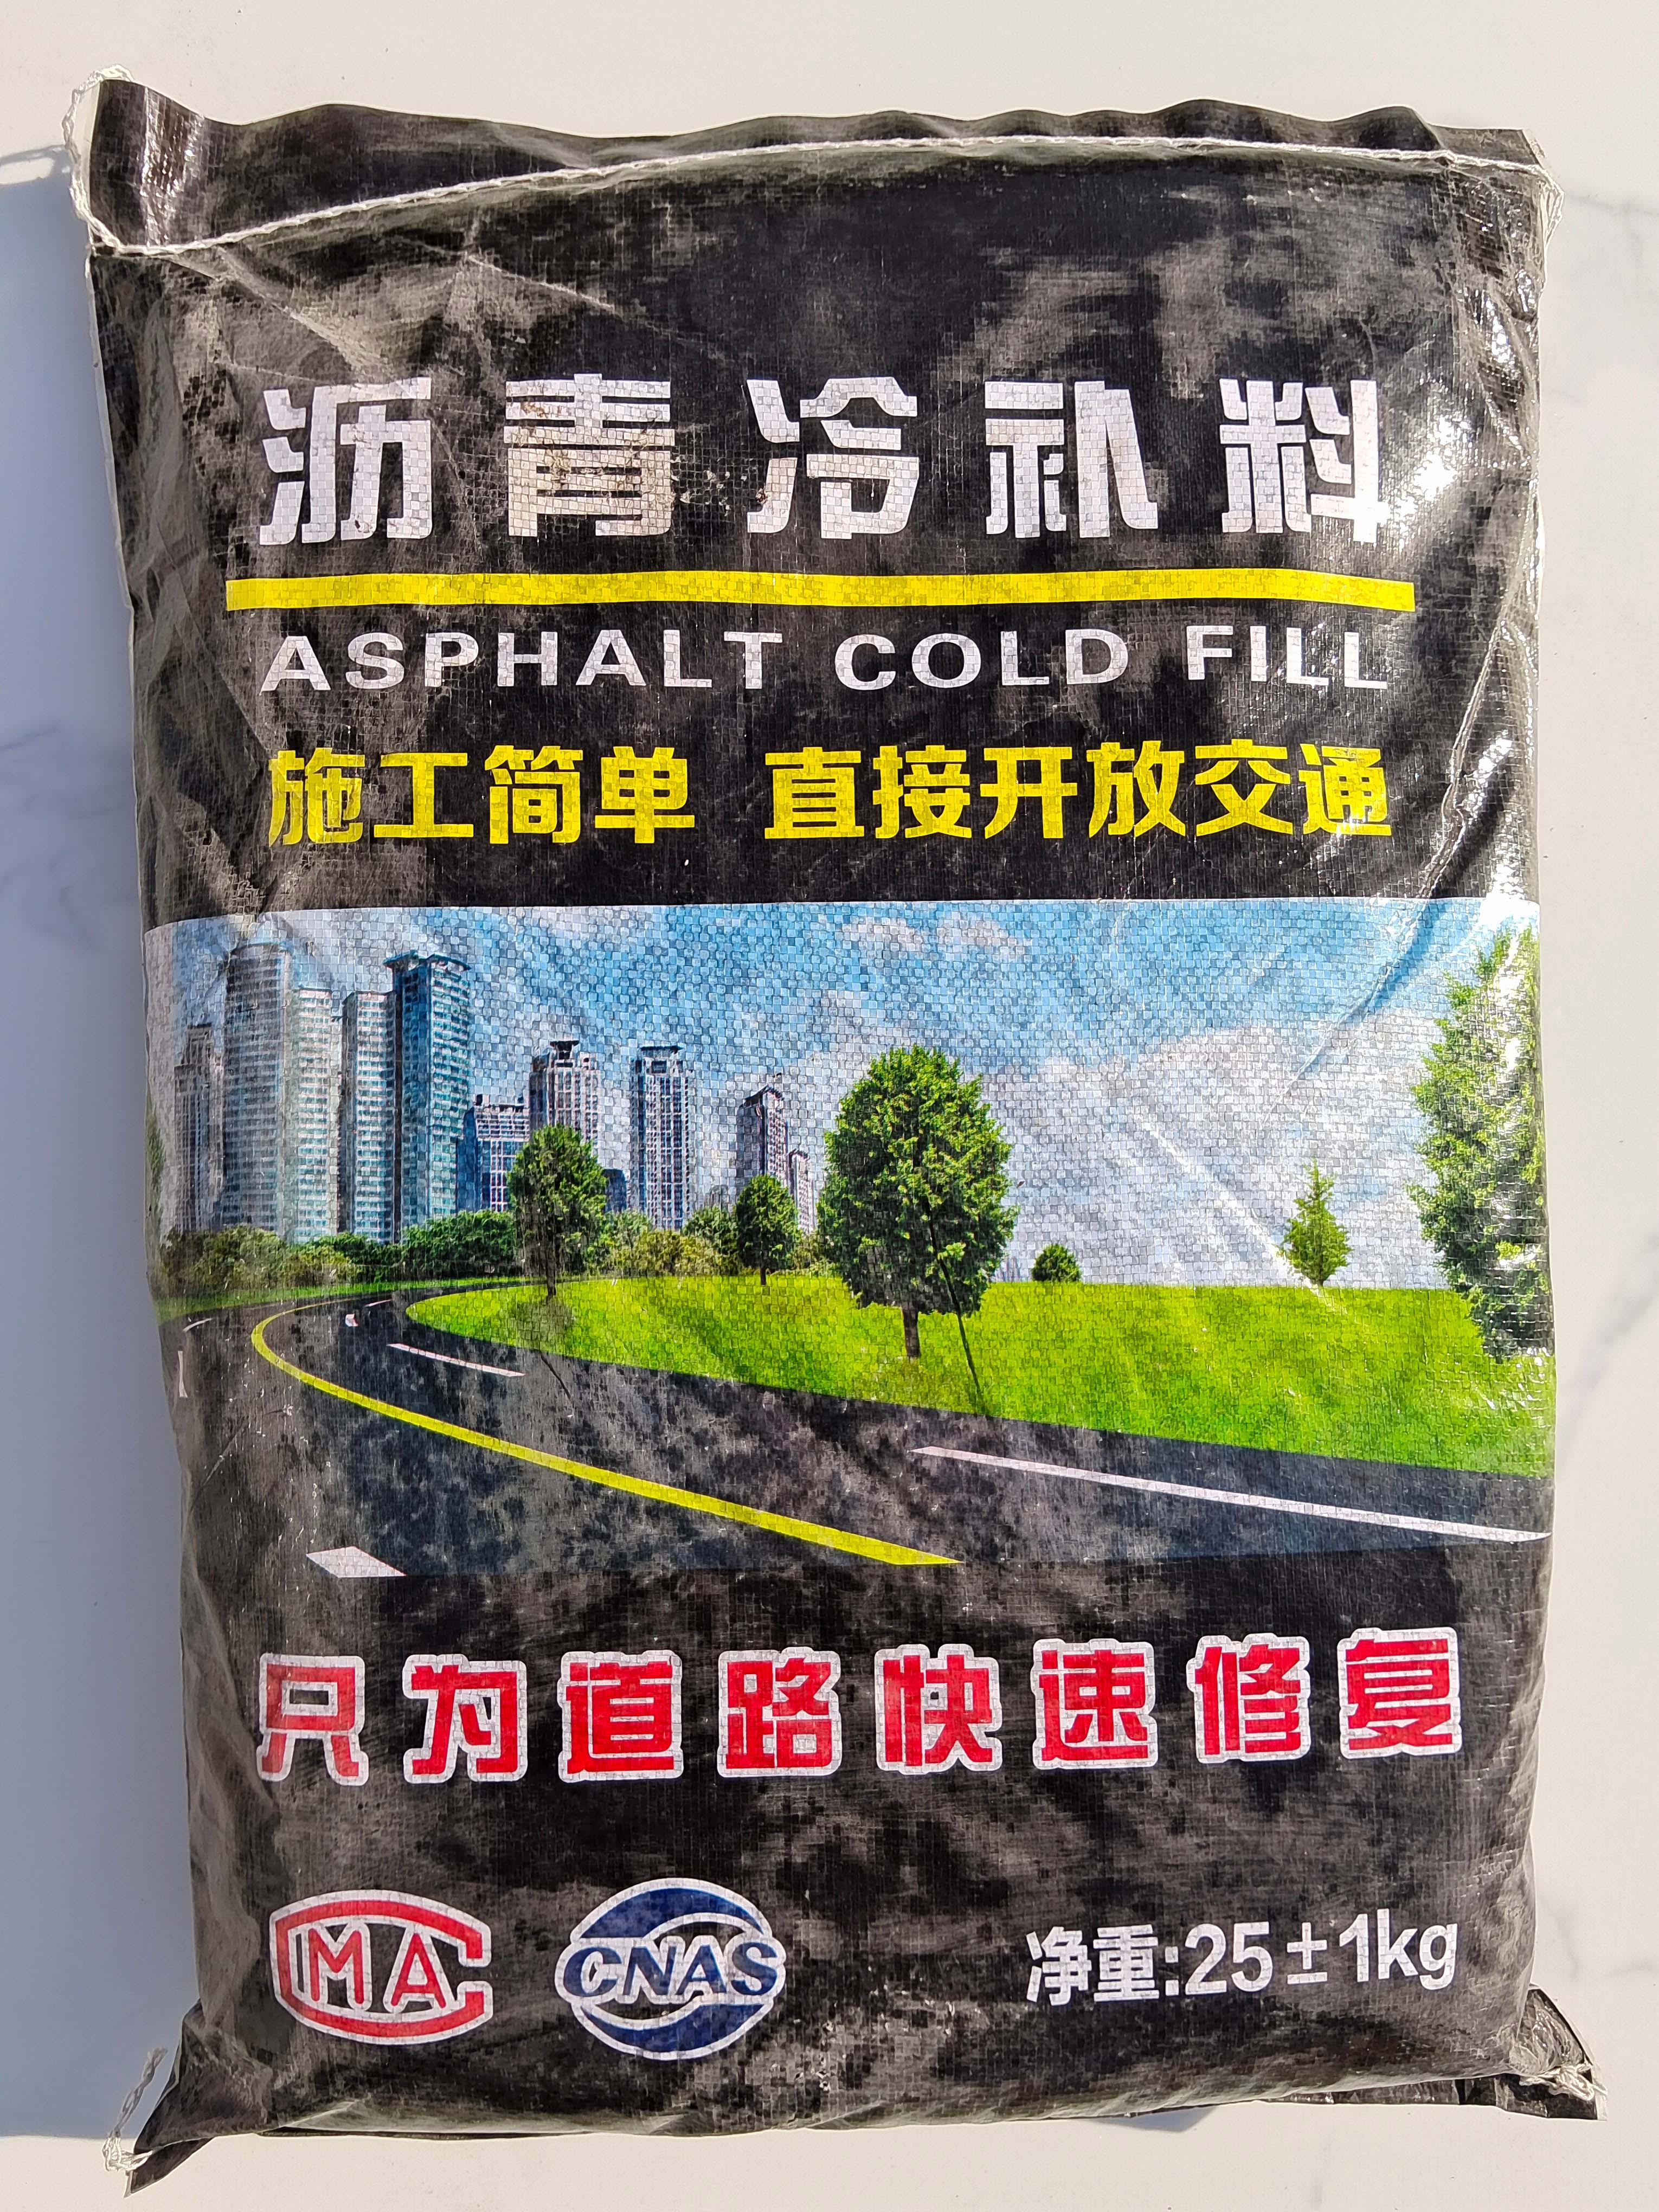 沥青冷补料
ASPHALT COLD FILL
施工简单 直接开放交通
只为道路快速修复
CMA CNAS 净重:25±1kg